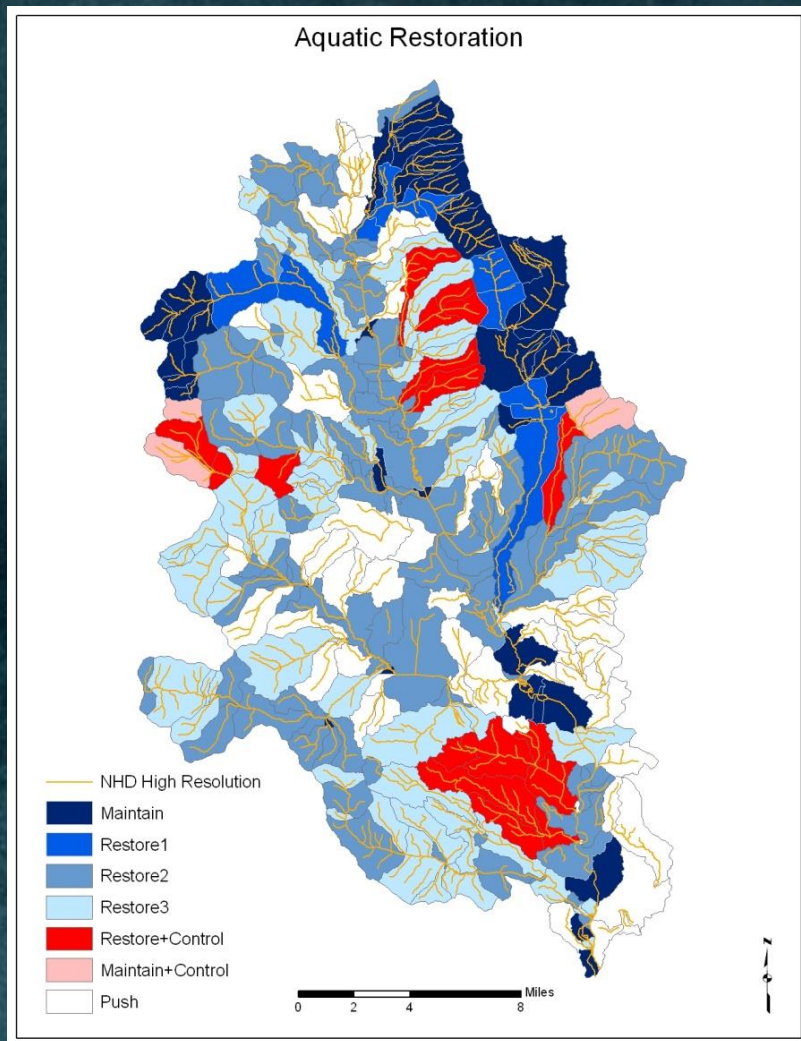 Aquatic Restoration
NHD High Resolution
Maintain
Restore1
Restore2
Restore3
Restore+Control
Maintain+Control
Push
N
Miles
0 2 4 8